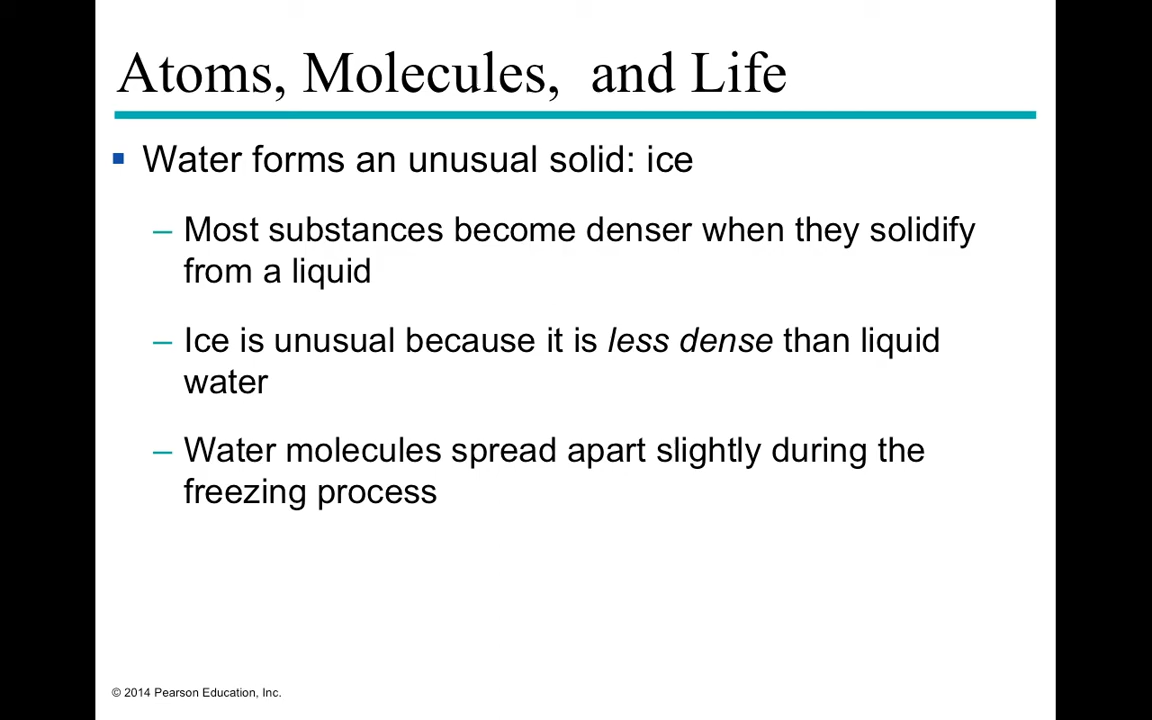 Atoms, Molecules,  and Life
▪ Water forms an unusual solid: ice
– Most substances become denser when they solidify
from a liquid
– Ice is unusual because it is less dense than liquid
water
– Water molecules spread apart slightly during the
freezing process
© 2014 Pearson Education, Inc.